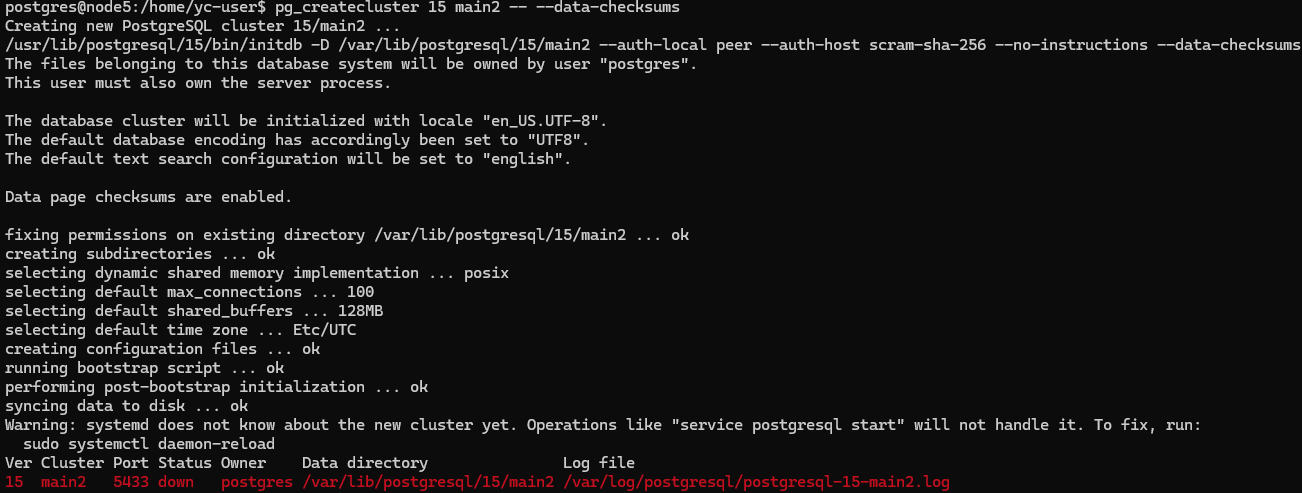 postgres@node5:/home/yc-user$ pg_createcluster 15 main2 -- --data-checksums
Creating new PostgreSQL cluster 15/main2 ...
/usr/lib/postgresql/15/bin/initdb -D /var/lib/postgresql/15/main2 --auth-local peer --auth-host scram-sha-256 --no-instructions --data-checksums
The files belonging to this database system will be owned by user "postgres".
This user must also own the server process.

The database cluster will be initialized with locale "en_US.UTF-8".
The default database encoding has accordingly been set to "UTF8".
The default text search configuration will be set to "english".

Data page checksums are enabled.

fixing permissions on existing directory /var/lib/postgresql/15/main2 ... ok
creating subdirectories ... ok
selecting dynamic shared memory implementation ... posix
selecting default max_connections ... 100
selecting default shared_buffers ... 128MB
selecting default time zone ... Etc/UTC
creating configuration files ... ok
running bootstrap script ... ok
performing post-bootstrap initialization ... ok
syncing data to disk ... ok
Warning: systemd does not know about the new cluster yet. Operations like "service postgresql start" will not handle it. To fix, run:
  sudo systemctl daemon-reload
Ver Cluster Port Status Owner    Data directory               Log file
15  main2   5433 down   postgres /var/lib/postgresql/15/main2 /var/log/postgresql/postgresql-15-main2.log